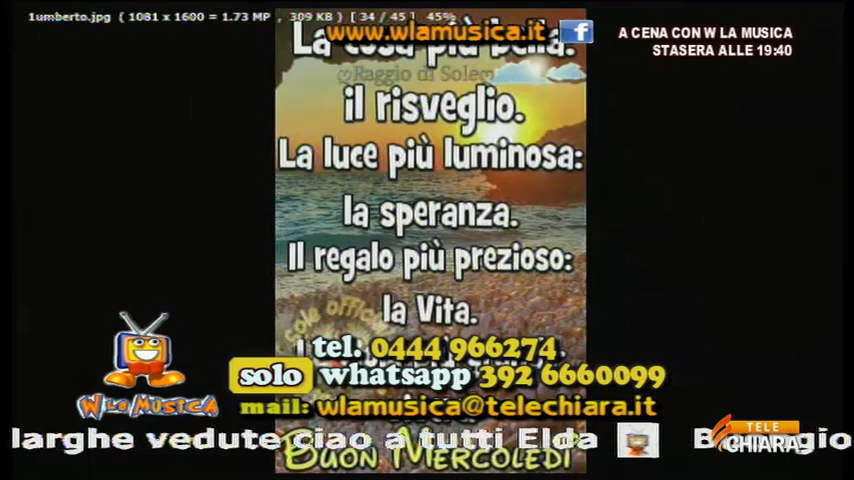 1umberto.jpg ( 1081 x 1600 = 1.73 MP , 309 KB ) [ 34 / 45 ] 45%
www.wlamusica.it f
A CENA CON W LA MUSICA
STASERA ALLE 19:40
La cosa più bella:
♡Raggio di Sole♡
il risveglio.
La luce più luminosa:
la speranza.
Il regalo più prezioso:
la Vita.
Sole
tel. 0444 966274
solo whatsapp 392 6660099
mail: wlamusica@telechiara.it
W LA MUSICA
larghe vedute ciao a tutti Elda
TELE
CHIARA
BUON MERCOLEDÌ